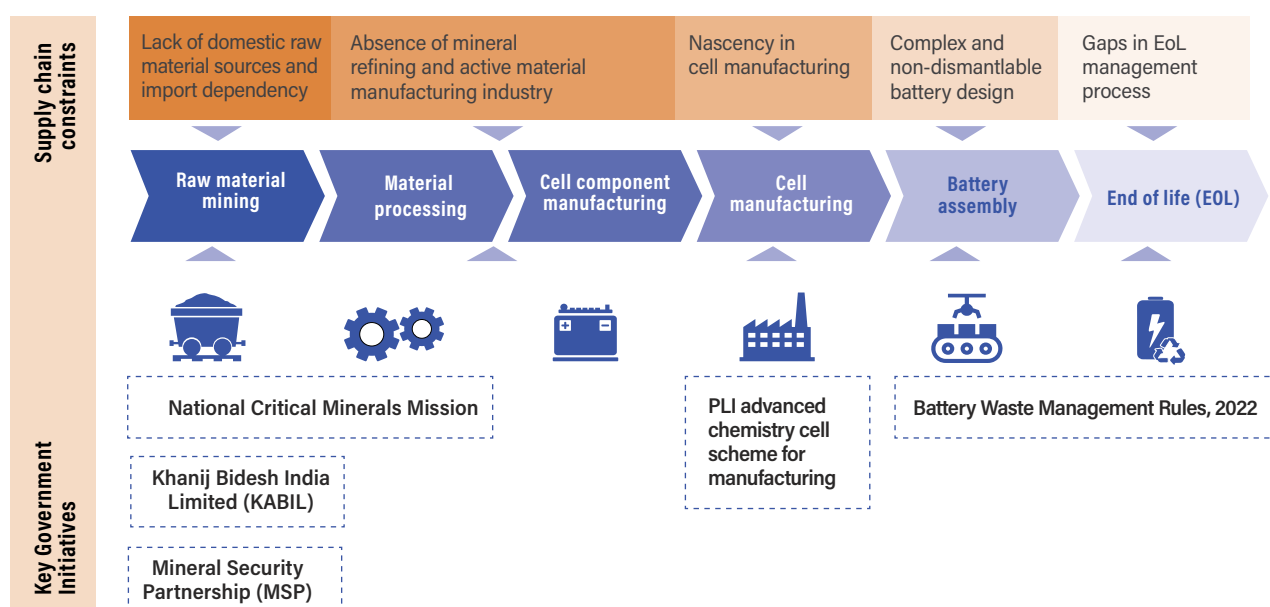 Supply chain
constraints
Lack of domestic raw
material sources and
import dependency
Absence of mineral
refining and active material
manufacturing industry
Nascency in
cell manufacturing
Complex and
non-dismantlable
battery design
Gaps in EoL
management
process
Raw material
mining
Material
processing
Cell component
manufacturing
Cell
manufacturing
Battery
assembly
End of life (EOL)
Key Government
Initiatives
National Critical Minerals Mission
Khanij Bidesh India
Limited (KABIL)
Mineral Security
Partnership (MSP)
PLI advanced
chemistry cell
scheme for
manufacturing
Battery Waste Management Rules, 2022